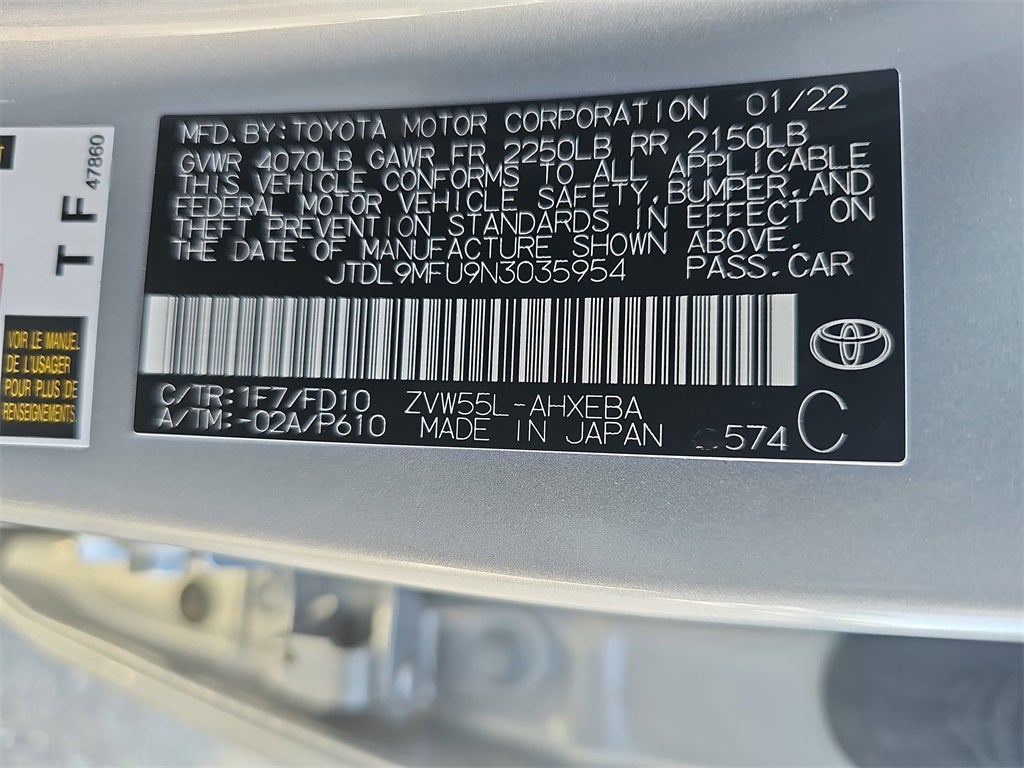 MFD. BY: TOYOTA MOTOR CORPORATION 01/22
GVWR 4070LB GAWR FR 2250LB RR 2150LB
THIS VEHICLE CONFORMS TO ALL APPLICABLE
FEDERAL MOTOR VEHICLE SAFETY, BUMPER, AND
THEFT PREVENTION STANDARDS IN EFFECT ON
THE DATE OF MANUFACTURE SHOWN ABOVE.
JTDL9MFU9N3035954 PASS. CAR
C/TR: 1F7/FD10 ZVW55L-AHXEBA
A/TM: -02A/P610 MADE IN JAPAN 574 C
T F
47860
VOIR LE MANUEL
DE L'USAGER
POUR PLUS DE
RENSEIGNEMENTS.